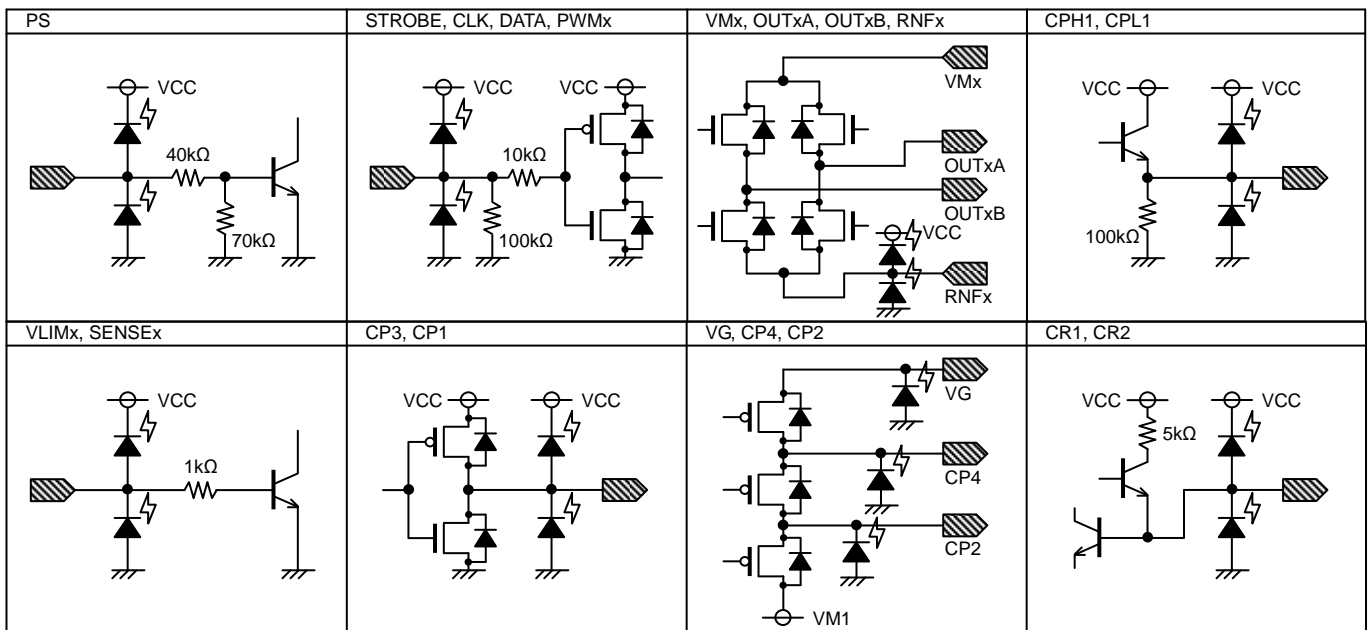 PS
VCC
40kΩ
70kΩ
STROBE, CLK, DATA, PWMx
VCC
VCC
10kΩ
100kΩ
VMx, OUTxA, OUTxB, RNFx
VMx
OUTxA
OUTxB
VCC
RNFx
CPH1, CPL1
VCC
VCC
100kΩ
VLIMx, SENSEx
VCC
1kΩ
CP3, CP1
VCC
VCC
VG, CP4, CP2
VG
CP4
CP2
VM1
CR1, CR2
VCC
VCC
5kΩ